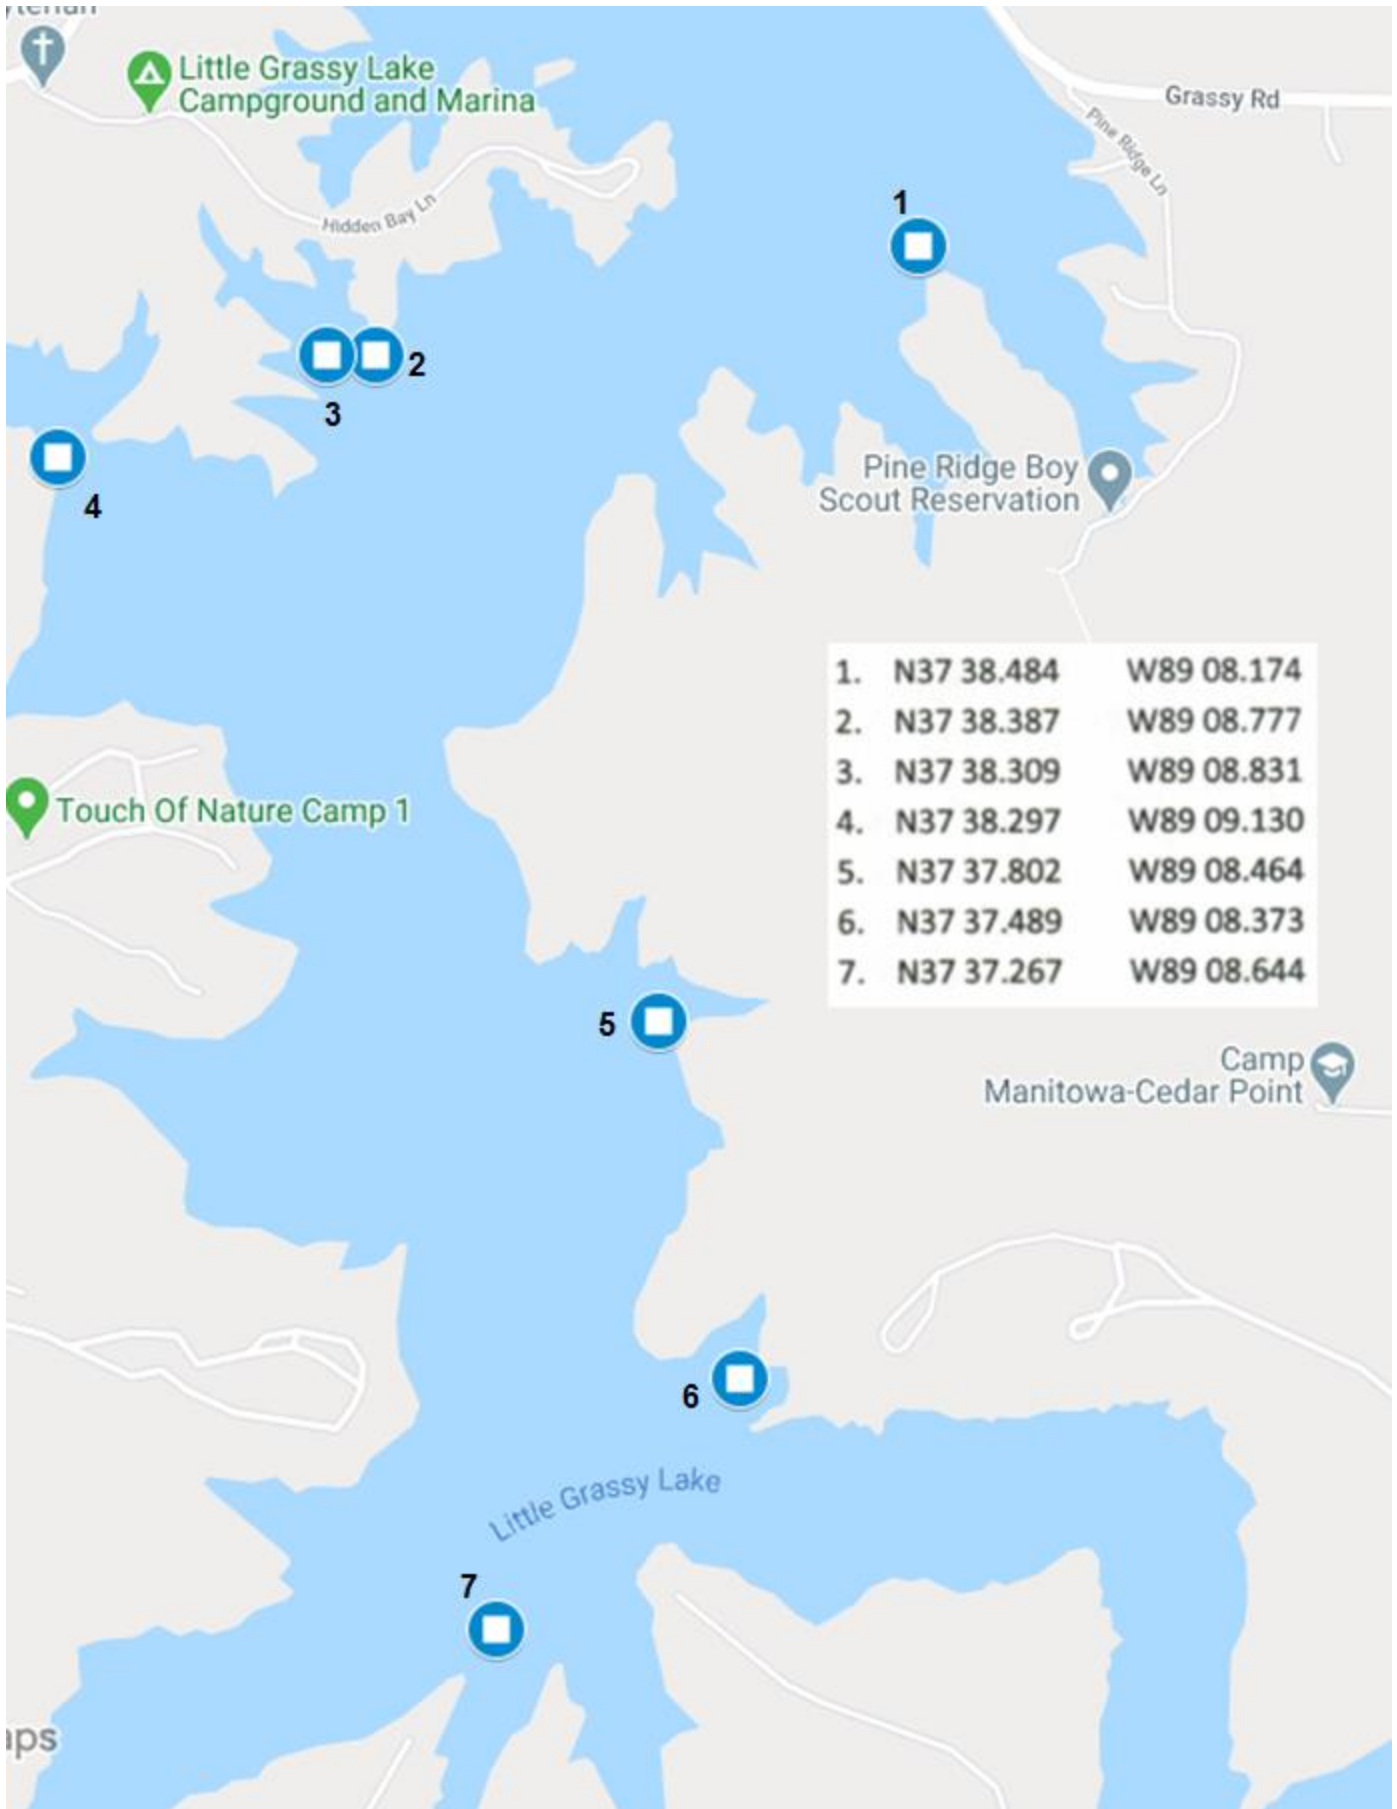 Little Grassy Lake
Campground and Marina
Grassy Rd
Pine Ridge Ln
Hidden Bay Ln
1
2
3
4
Pine Ridge Boy
Scout Reservation
1. N37 38.484 W89 08.174
2. N37 38.387 W89 08.777
3. N37 38.309 W89 08.831
4. N37 38.297 W89 09.130
5. N37 37.802 W89 08.464
6. N37 37.489 W89 08.373
7. N37 37.267 W89 08.644
Touch Of Nature Camp 1
5
Camp
Manitowa-Cedar Point
6
Little Grassy Lake
7